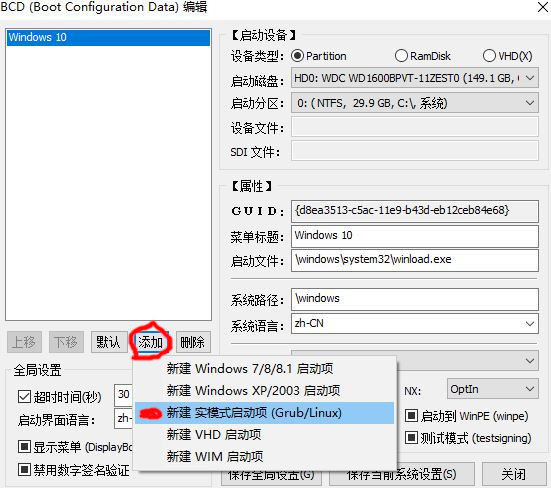 BCD (Boot Configuration Data) 编辑
Windows 10
上移 下移 默认 添加 删除
全局设置
超时时间(秒) 30
启动界面语言: zh-
显示菜单 (DisplayBo
禁用数字签名验证
【启动设备】
设备类型: Partition RamDisk VHD(X)
启动磁盘: HD0: WDC WD1600BPVT-11ZEST0 (149.1 GB,
启动分区: 0: (NTFS, 29.9 GB, C:\, 系统)
设备文件:
SDI 文件:
【属性】
GUID: {d8ea3513-c5ac-11e9-b43d-eb12ceb84e68}
菜单标题: Windows 10
启动文件: \windows\system32\winload.exe
系统路径: \windows
系统语言: zh-CN
NX: OptIn
启动到 WinPE (winpe)
测试模式 (testsigning)
新建 Windows 7/8/8.1 启动项
新建 Windows XP/2003 启动项
新建 实模式启动项 (Grub/Linux)
新建 VHD 启动项
新建 WIM 启动项
保存全局设置(G) 保存当前系统设置(S) 关闭